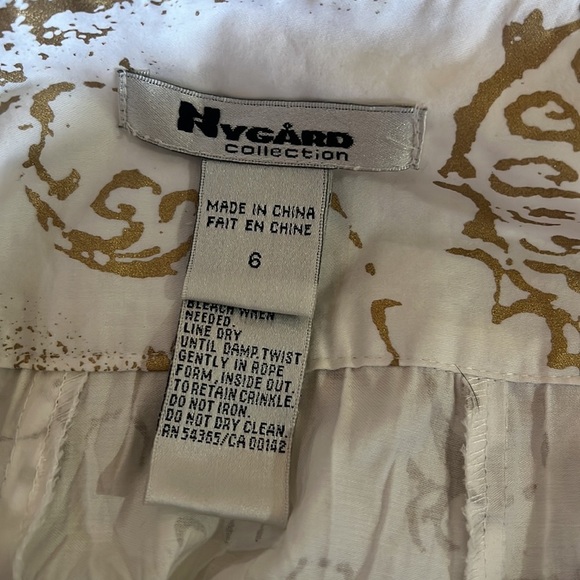 NYGÅRD
collection
MADE IN CHINA
FAIT EN CHINE
6
BLEACH WHEN
NEEDED.
LINE DRY
UNTIL DAMP. TWIST
GENTLY IN ROPE
FORM, INSIDE OUT.
TO RETAIN CRINKLE.
DO NOT IRON.
DO NOT DRY CLEAN.
RN 54365/CA 00142